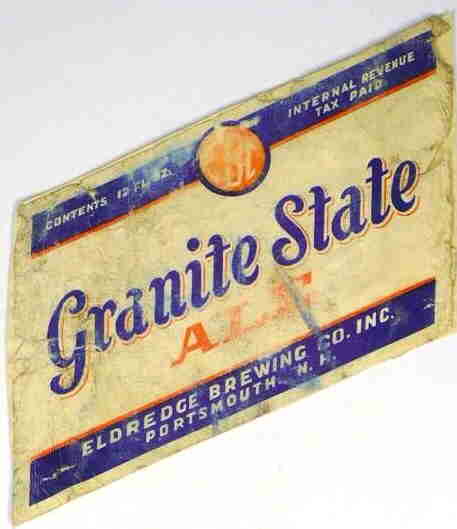 CONTENTS 12 FL. OZ.
INTERNAL REVENUE
TAX PAID
Granite State
ALE
ELDREDGE BREWING CO. INC.
PORTSMOUTH, N. H.